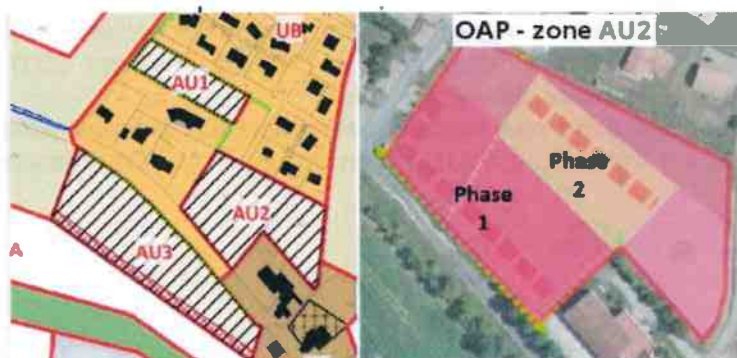 UB
AU1
AU2
AU3
A
OAP - zone AU2
Phase
1
Phase
2